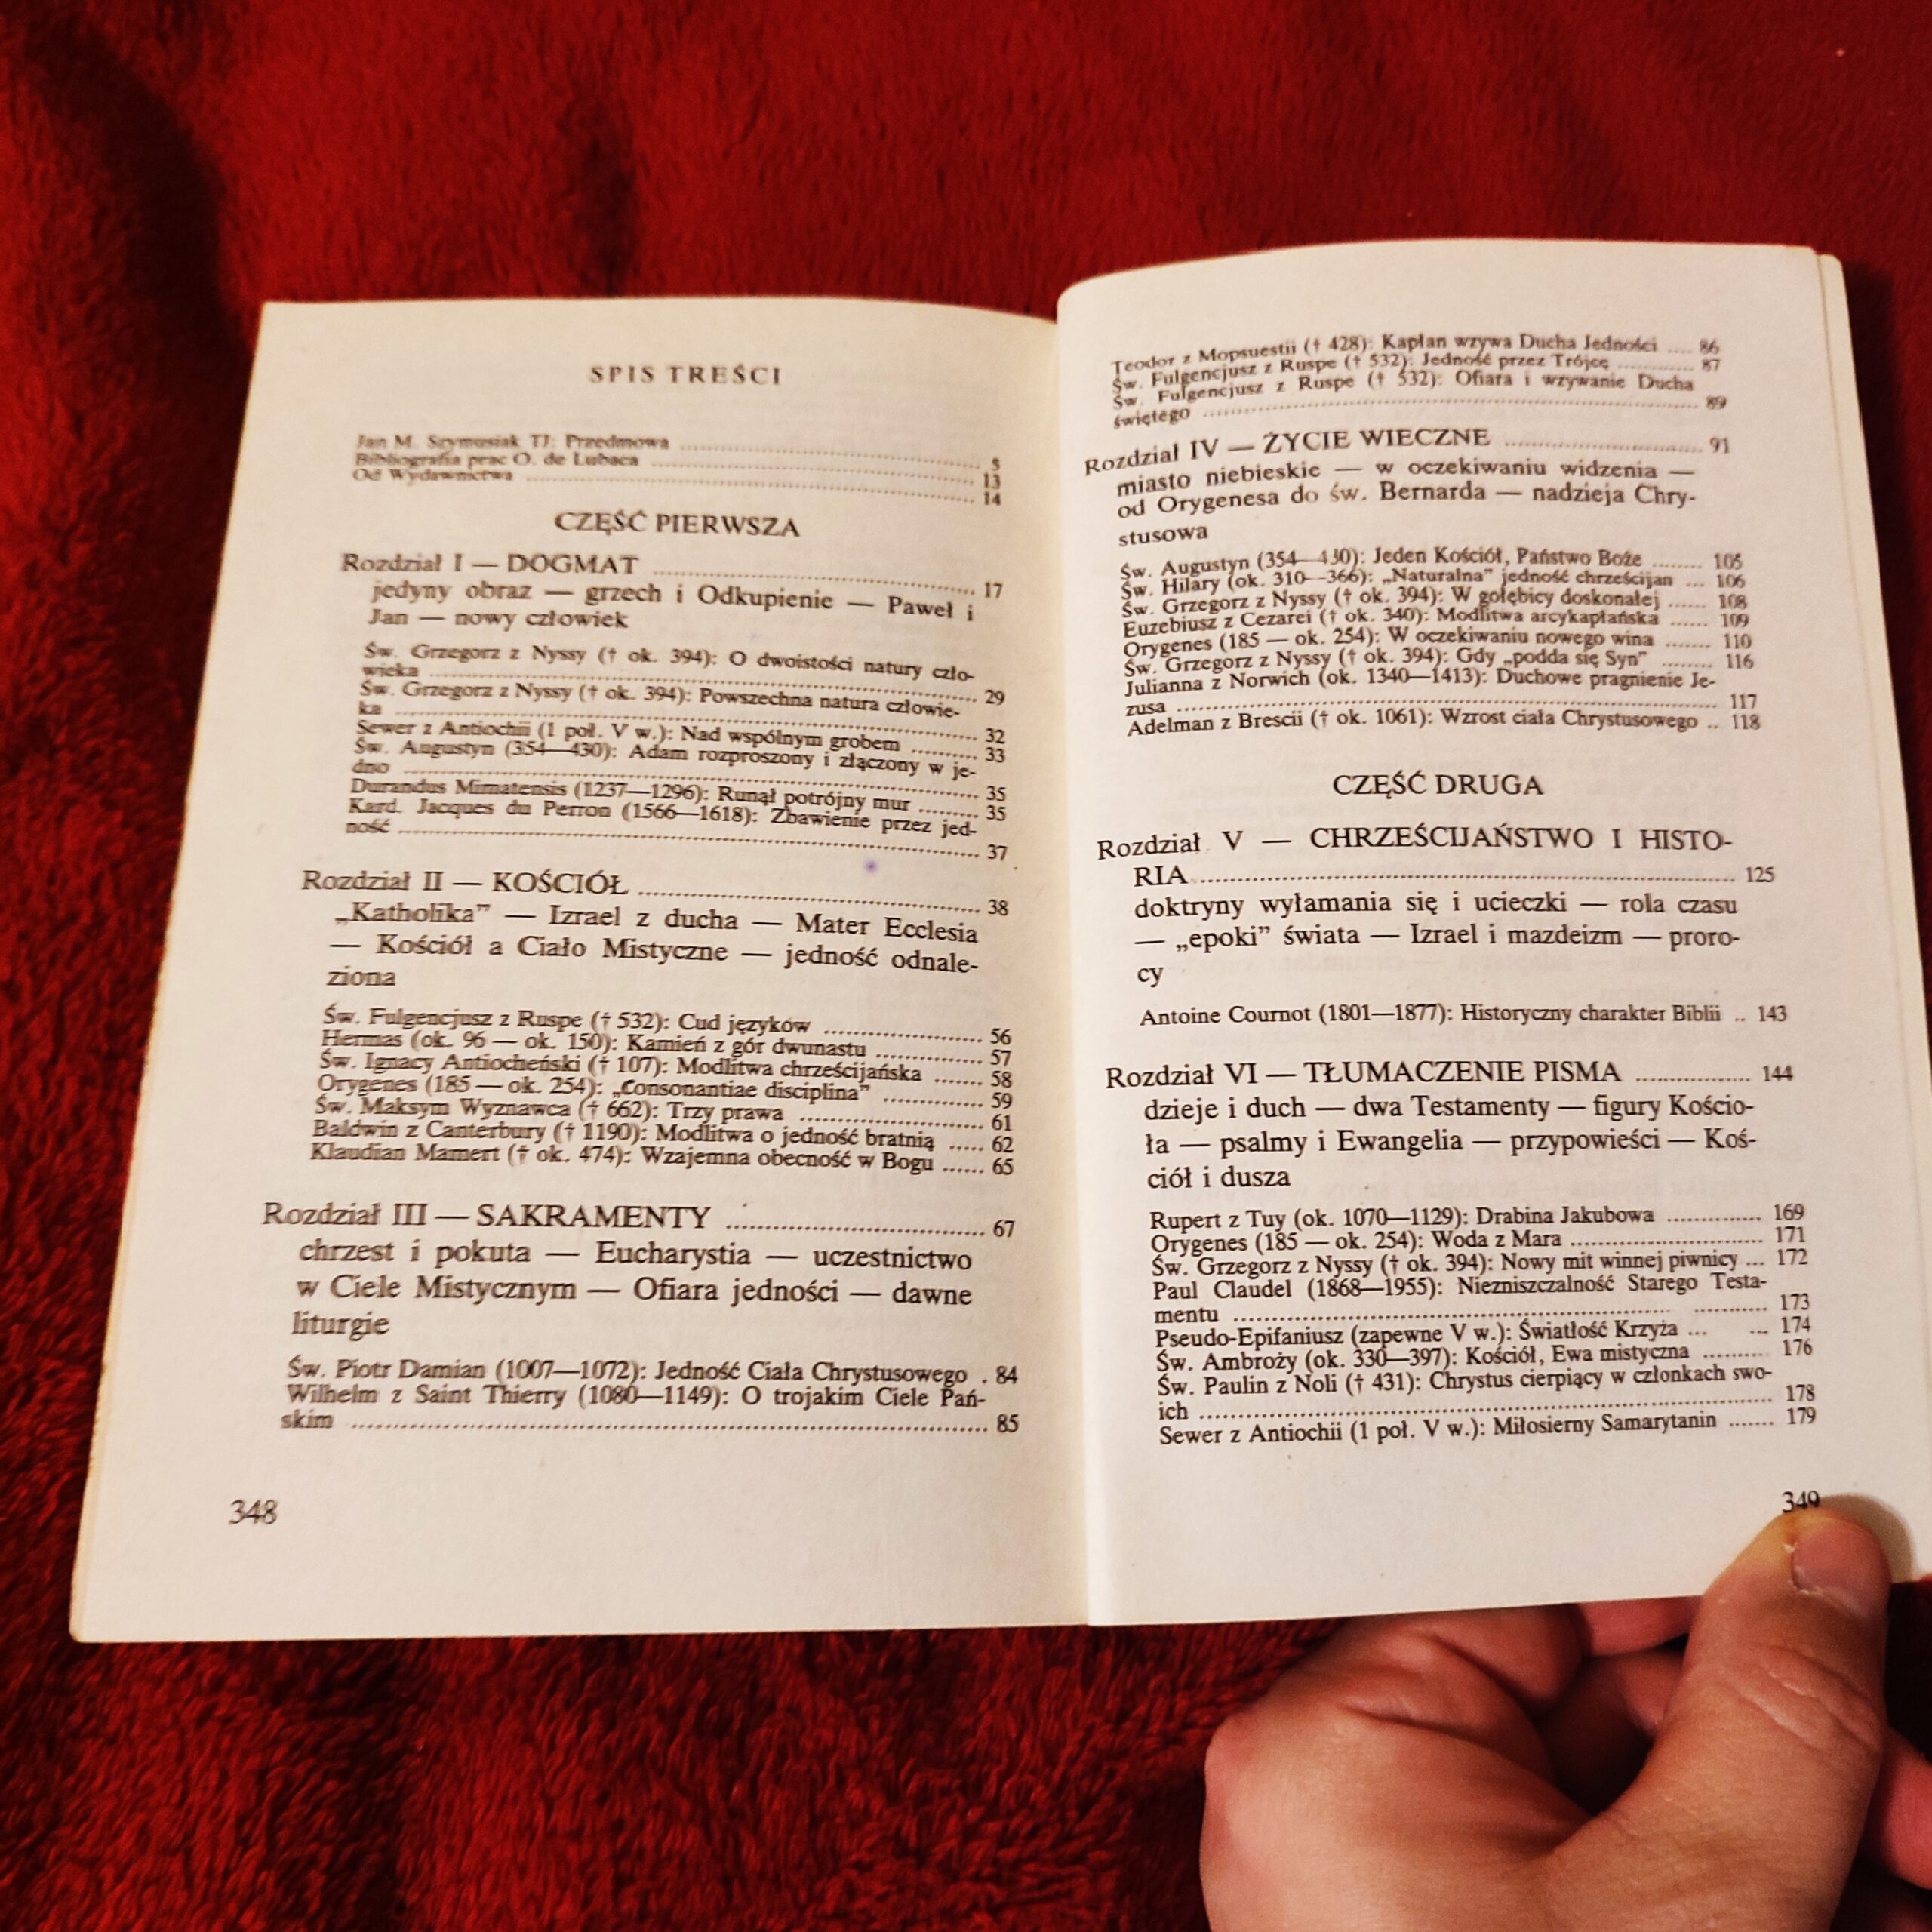 SPIS TREŚCI
Jan M. Szymusiak TJ: Przedmowa ........ 5
Bibliografia prac O. de Lubaca ........ 13
Od Wydawnictwa ........ 14
CZĘŚĆ PIERWSZA
Rozdział I — DOGMAT ........ 17
jedyny obraz — grzech i Odkupienie — Paweł i
Jan — nowy człowiek
Św. Grzegorz z Nyssy († ok. 394): O dwoistości natury czło-
wieka ........ 29
Św. Grzegorz z Nyssy († ok. 394): Powszechna natura człowie-
ka ........ 32
Sewer z Antiochii (1 poł. V w.): Nad wspólnym grobem ........ 33
Św. Augustyn (354—430): Adam rozproszony i złączony w je-
dno ........ 35
Durandus Mimatensis (1237—1296): Runął potrójny mur ........ 35
Kard. Jacques du Perron (1566—1618): Zbawienie przez jed-
ność ........ 37
Rozdział II — KOŚCIÓŁ ........ 38
„Katholika” — Izrael z ducha — Mater Ecclesia
— Kościół a Ciało Mistyczne — jedność odnale-
ziona
Św. Fulgencjusz z Ruspe († 532): Cud języków ........ 56
Hermas (ok. 96 — ok. 150): Kamień z gór dwunastu ........ 57
Św. Ignacy Antiocheński († 107): Modlitwa chrześcijańska ....... 58
Orygenes (185 — ok. 254): „Consonantiae disciplina” ........ 59
Św. Maksym Wyznawca († 662): Trzy prawa ........ 61
Baldwin z Canterbury († 1190): Modlitwa o jedność bratnią ..... 62
Klaudian Mamert († ok. 474): Wzajemna obecność w Bogu ...... 65
Rozdział III — SAKRAMENTY ........ 67
chrzest i pokuta — Eucharystia — uczestnictwo
w Ciele Mistycznym — Ofiara jedności — dawne
liturgie
Św. Piotr Damian (1007—1072): Jedność Ciała Chrystusowego . 84
Wilhelm z Saint Thierry (1080—1149): O trojakim Ciele Pań-
skim ........ 85
348
Teodor z Mopsuestii († 428): Kapłan wzywa Ducha Jedności .... 86
Św. Fulgencjusz z Ruspe († 532): Jedność przez Trójcę ........ 87
Św. Fulgencjusz z Ruspe († 532): Ofiara i wzywanie Ducha
świętego ........ 89
Rozdział IV — ŻYCIE WIECZNE ........ 91
miasto niebieskie — w oczekiwaniu widzenia —
od Orygenesa do św. Bernarda — nadzieja Chry-
stusowa
Św. Augustyn (354—430): Jeden Kościół, Państwo Boże ........ 105
Św. Hilary (ok. 310—366): „Naturalna” jedność chrześcijan ... 106
Św. Grzegorz z Nyssy († ok. 394): W gołębicy doskonałej ...... 108
Euzebiusz z Cezarei († ok. 340): Modlitwa arcykapłańska ...... 109
Orygenes (185 — ok. 254): W oczekiwaniu nowego wina ....... 110
Św. Grzegorz z Nyssy († ok. 394): Gdy „podda się Syn” ........ 116
Julianna z Norwich (ok. 1340—1413): Duchowe pragnienie Je-
zusa ........ 117
Adelman z Brescii († ok. 1061): Wzrost ciała Chrystusowego .. 118
CZĘŚĆ DRUGA
Rozdział V — CHRZEŚCIJAŃSTWO I HISTO-
RIA ........ 125
doktryny wyłamania się i ucieczki — rola czasu
— „epoki” świata — Izrael i mazdeizm — proro-
cy
Antoine Cournot (1801—1877): Historyczny charakter Biblii .. 143
Rozdział VI — TŁUMACZENIE PISMA ........ 144
dzieje i duch — dwa Testamenty — figury Kościo-
ła — psalmy i Ewangelia — przypowieści — Koś-
ciół i dusza
Rupert z Tuy (ok. 1070—1129): Drabina Jakubowa ........ 169
Orygenes (185 — ok. 254): Woda z Mara ........ 171
Św. Grzegorz z Nyssy († ok. 394): Nowy mit winnej piwnicy ... 172
Paul Claudel (1868—1955): Niezniszczalność Starego Testa-
mentu ........ 173
Pseudo-Epifaniusz (zapewne V w.): Światłość Krzyża ... ... 174
Św. Ambroży (ok. 330—397): Kościół, Ewa mistyczna ........ 176
Św. Paulin z Noli († 431): Chrystus cierpiący w członkach swo-
ich ........ 178
Sewer z Antiochii (1 poł. V w.): Miłosierny Samarytanin ....... 179
349